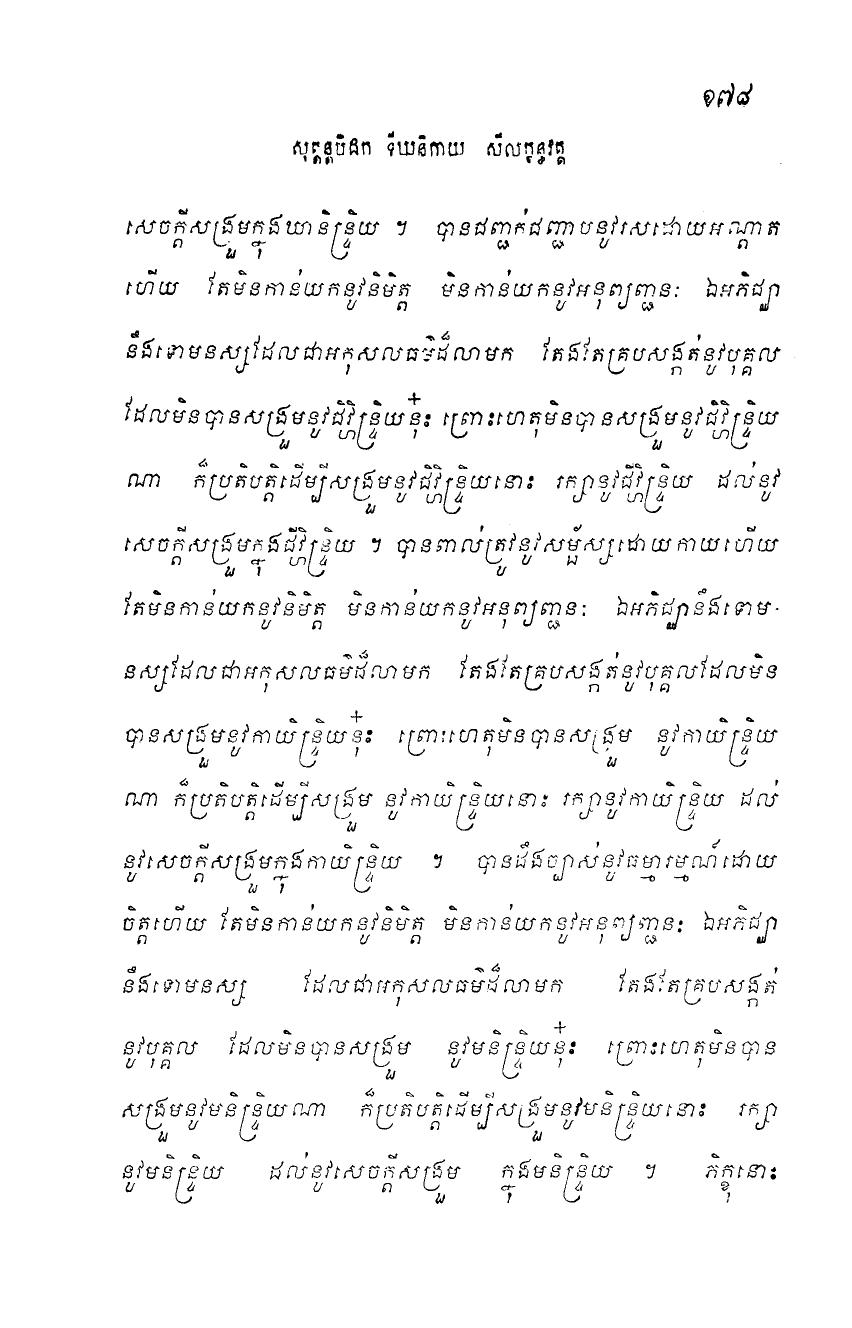 ១៧៨
សុត្តន្តបិដក ទីឃនិកាយ សីលក្ខន្ធវគ្គ
សេចក្តីសង្រួមក្នុងឃានិន្ទ្រិយ ។ បានជញ្ជក់ជញ្ជាបនូវរសដោយអណ្តាត
ហើយ តែមិនកាន់យកនូវនិមិត្ត មិនកាន់យកនូវអនុព្យញ្ជនៈ ឯអភិជ្ឈា
នឹងទោមនស្សដែលជាអកុសលធម៌ដ៏លាមក តែងតែគ្របសង្កត់នូវបុគ្គល
ដែលមិនបានសង្រួមនូវជិវ្ហិន្ទ្រិយនុ៎ះ ព្រោះហេតុមិនបានសង្រួមនូវជិវ្ហិន្ទ្រិយ
ណា ក៏ប្រតិបត្តិដើម្បីសង្រួមនូវជិវ្ហិន្ទ្រិយនោះ រក្សានូវជិវ្ហិន្ទ្រិយ ដល់នូវ
សេចក្តីសង្រួមក្នុងជិវ្ហិន្ទ្រិយ ។ បានពាល់ត្រូវនូវសម្ផ័ស្សដោយកាយហើយ
តែមិនកាន់យកនូវនិមិត្ត មិនកាន់យកនូវអនុព្យញ្ជនៈ ឯអភិជ្ឈានឹងទោម-
នស្សដែលជាអកុសលធម៌ដ៏លាមក តែងតែគ្របសង្កត់នូវបុគ្គលដែលមិន
បានសង្រួមនូវកាយិន្ទ្រិយនុ៎ះ ព្រោះហេតុមិនបានសង្រួម នូវកាយិន្ទ្រិយ
ណា ក៏ប្រតិបត្តិដើម្បីសង្រួម នូវកាយិន្ទ្រិយនោះ រក្សានូវកាយិន្ទ្រិយ ដល់
នូវសេចក្តីសង្រួមក្នុងកាយិន្ទ្រិយ ។ បានដឹងច្បាស់នូវធម្មារម្មណ៍ដោយ
ចិត្តហើយ តែមិនកាន់យកនូវនិមិត្ត មិនកាន់យកនូវអនុព្យញ្ជនៈ ឯអភិជ្ឈា
នឹងទោមនស្ស ដែលជាអកុសលធម៌ដ៏លាមក តែងតែគ្របសង្កត់
នូវបុគ្គល ដែលមិនបានសង្រួម នូវមនិន្ទ្រិយនុ៎ះ ព្រោះហេតុមិនបាន
សង្រួមនូវមនិន្ទ្រិយណា ក៏ប្រតិបត្តិដើម្បីសង្រួមនូវមនិន្ទ្រិយនោះ រក្សា
នូវមនិន្ទ្រិយ ដល់នូវសេចក្តីសង្រួម ក្នុងមនិន្ទ្រិយ ។ ភិក្ខុនោះ